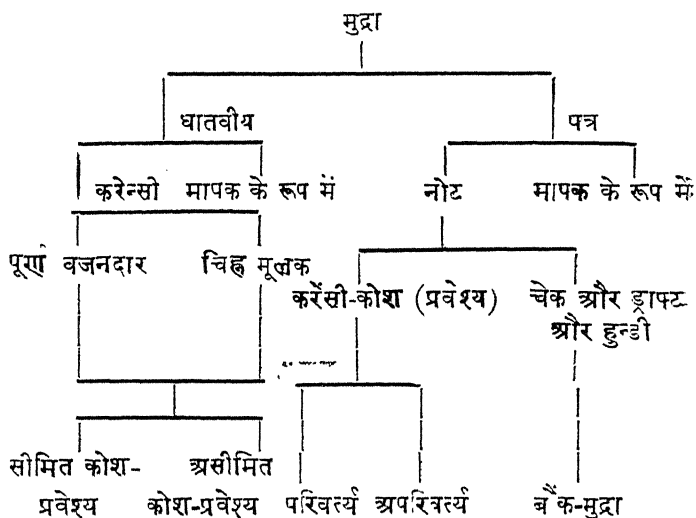 मुद्रा
धातवीय पत्र
करेन्सी मापक के रूप में नोट मापक के रूप में
पूर्ण वजनदार चिह्न मूलक
करेंसी-कोश (प्रवेश्य) चेक और ड्राफ्ट
और हुन्डी
सीमित कोश- असीमित
प्रवेश्य कोश-प्रवेश्य परिवर्त्य अपरिवर्त्य बैंक-मुद्रा